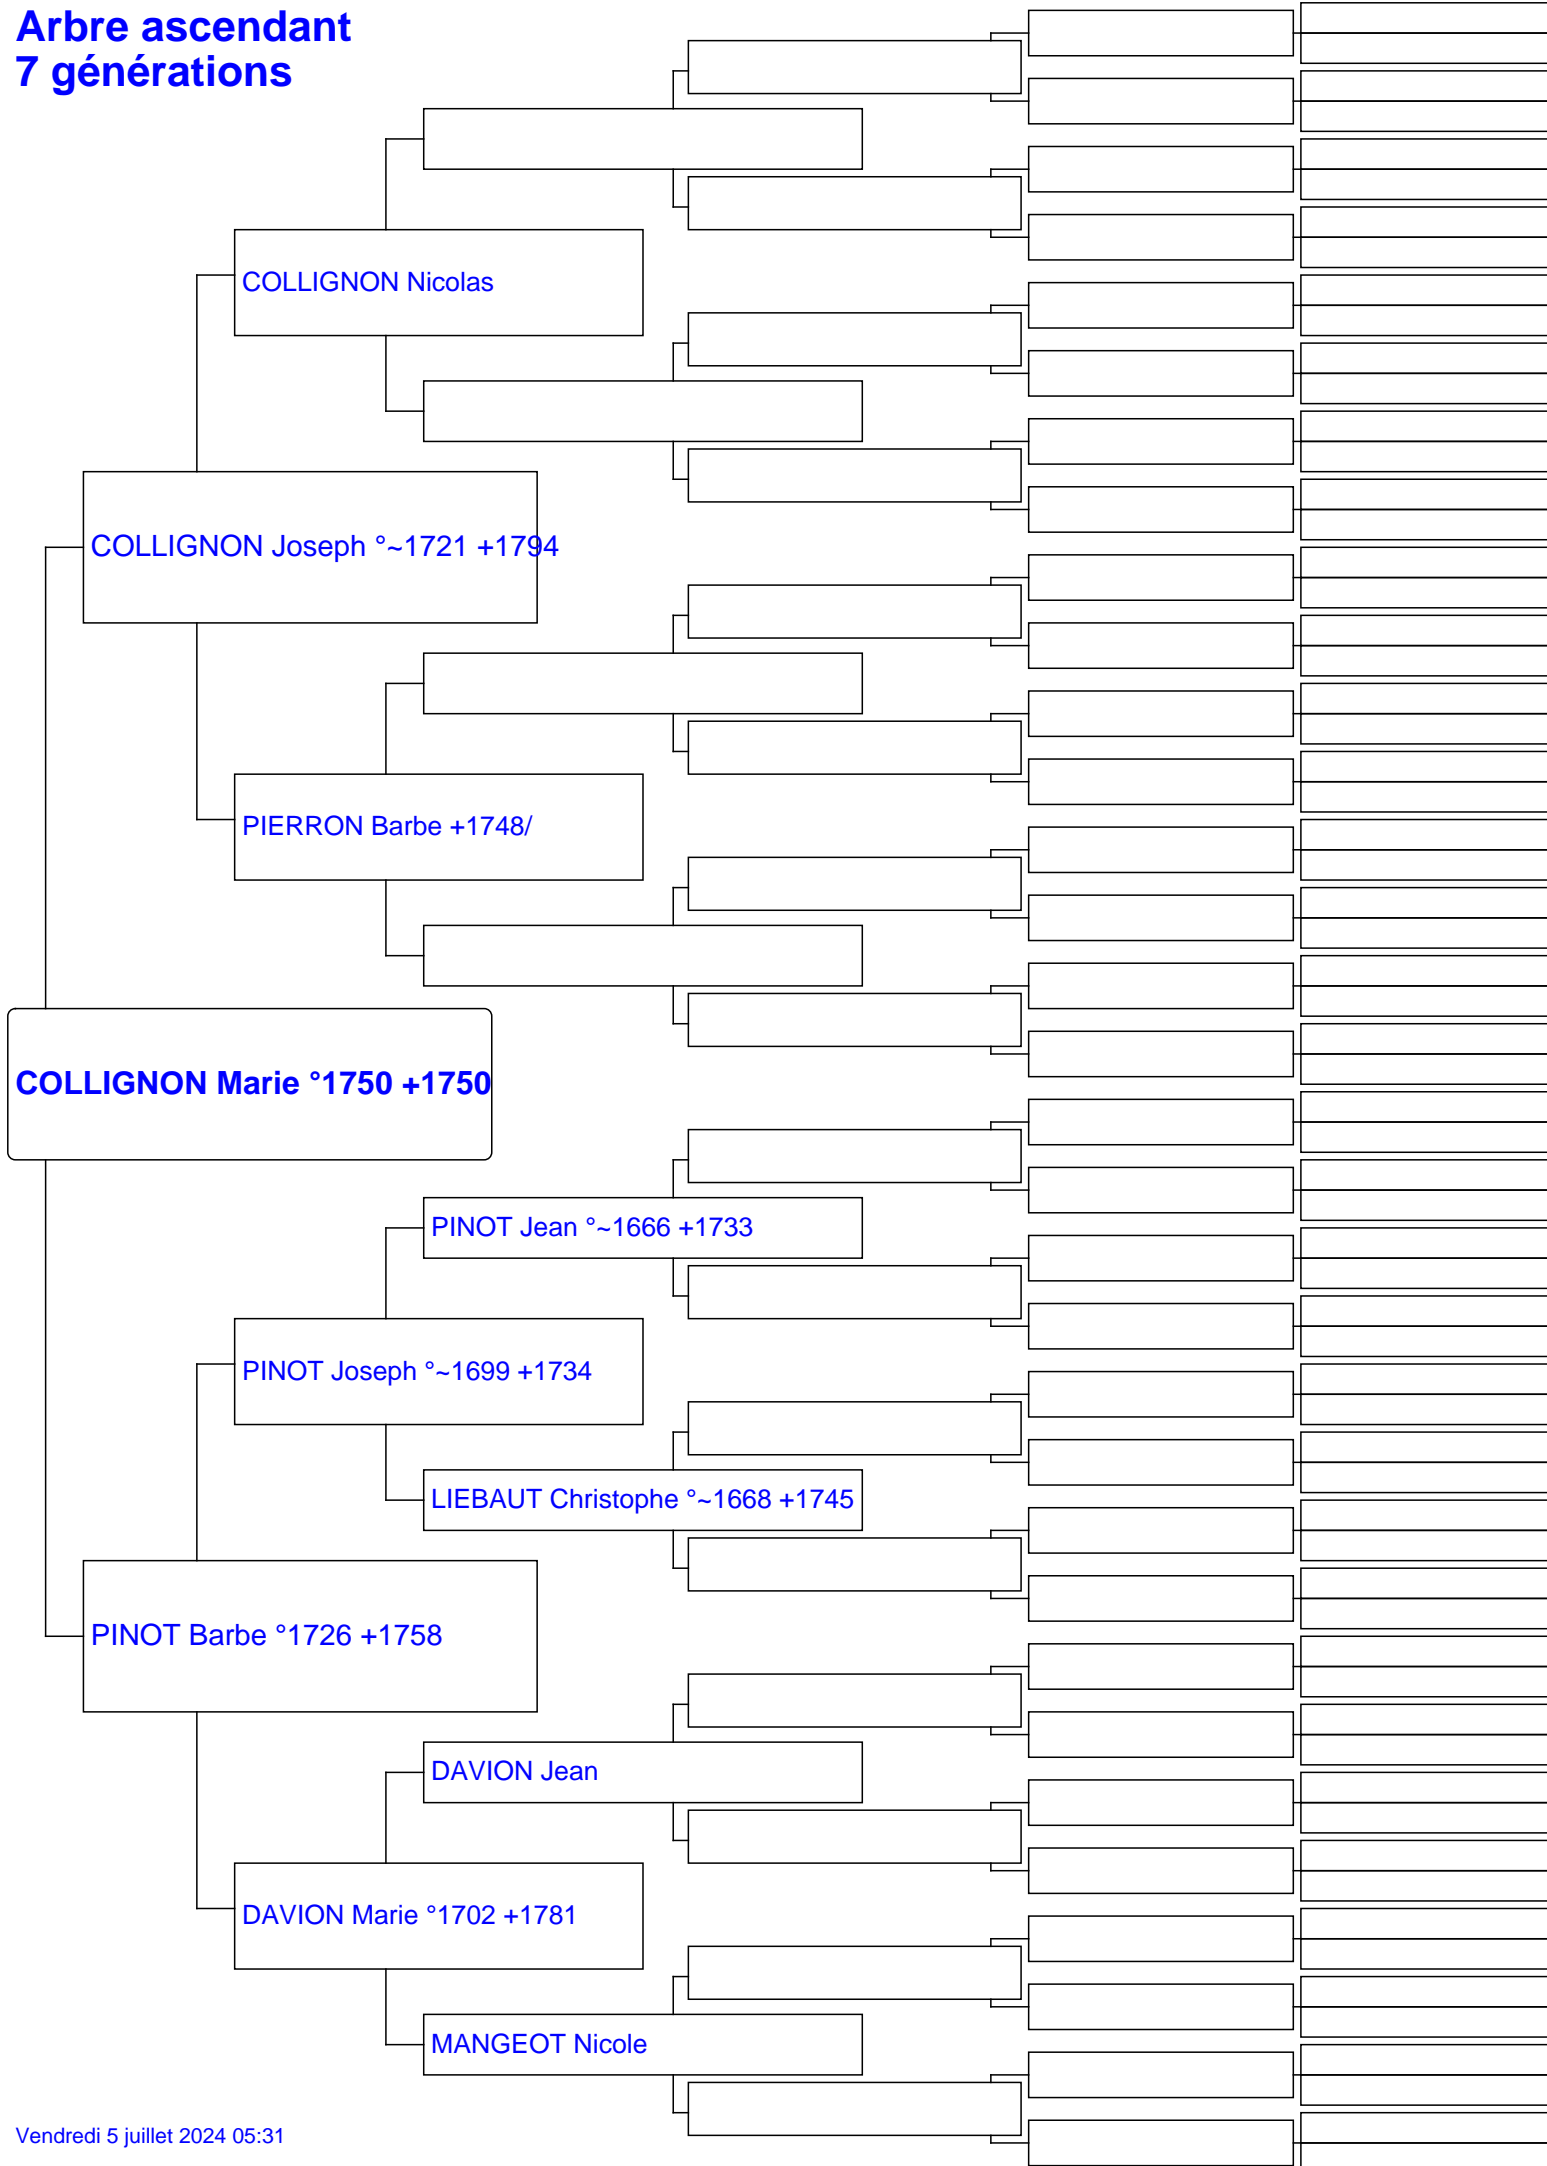 Arbre ascendant
7 générations
COLLIGNON Nicolas
COLLIGNON Joseph °~1721 +1794
PIERRON Barbe +1748/
COLLIGNON Marie °1750 +1750
PINOT Jean °~1666 +1733
PINOT Joseph °~1699 +1734
LIEBAUT Christophe °~1668 +1745
PINOT Barbe °1726 +1758
DAVION Jean
DAVION Marie °1702 +1781
MANGEOT Nicole
Vendredi 5 juillet 2024 05:31